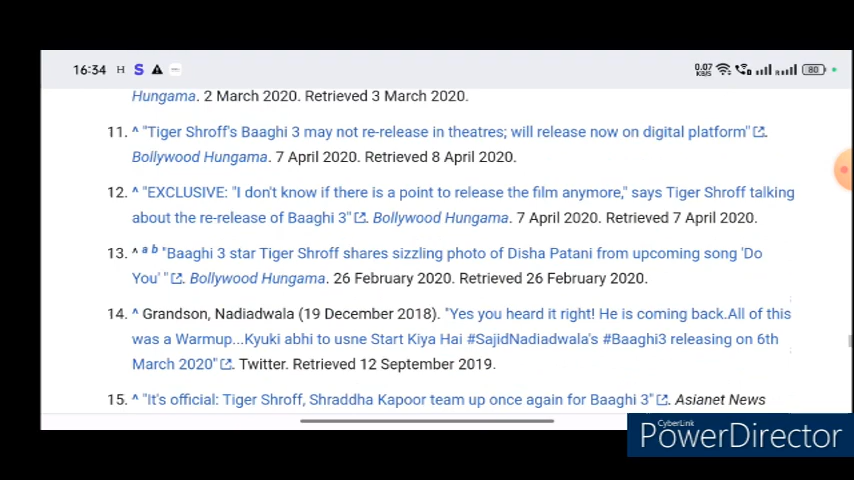 16:34 H S 0.07 KB/S 80
Hungama. 2 March 2020. Retrieved 3 March 2020.
11. ^ "Tiger Shroff's Baaghi 3 may not re-release in theatres; will release now on digital platform".
Bollywood Hungama. 7 April 2020. Retrieved 8 April 2020.
12. ^ "EXCLUSIVE: "I don't know if there is a point to release the film anymore," says Tiger Shroff talking
about the re-release of Baaghi 3". Bollywood Hungama. 7 April 2020. Retrieved 7 April 2020.
13. ^ a b "Baaghi 3 star Tiger Shroff shares sizzling photo of Disha Patani from upcoming song 'Do
You' ". Bollywood Hungama. 26 February 2020. Retrieved 26 February 2020.
14. ^ Grandson, Nadiadwala (19 December 2018). "Yes you heard it right! He is coming back.All of this
was a Warmup...Kyuki abhi to usne Start Kiya Hai #SajidNadiadwala's #Baaghi3 releasing on 6th
March 2020". Twitter. Retrieved 12 September 2019.
15. ^ "It's official: Tiger Shroff, Shraddha Kapoor team up once again for Baaghi 3". Asianet News
CyberLink
PowerDirector